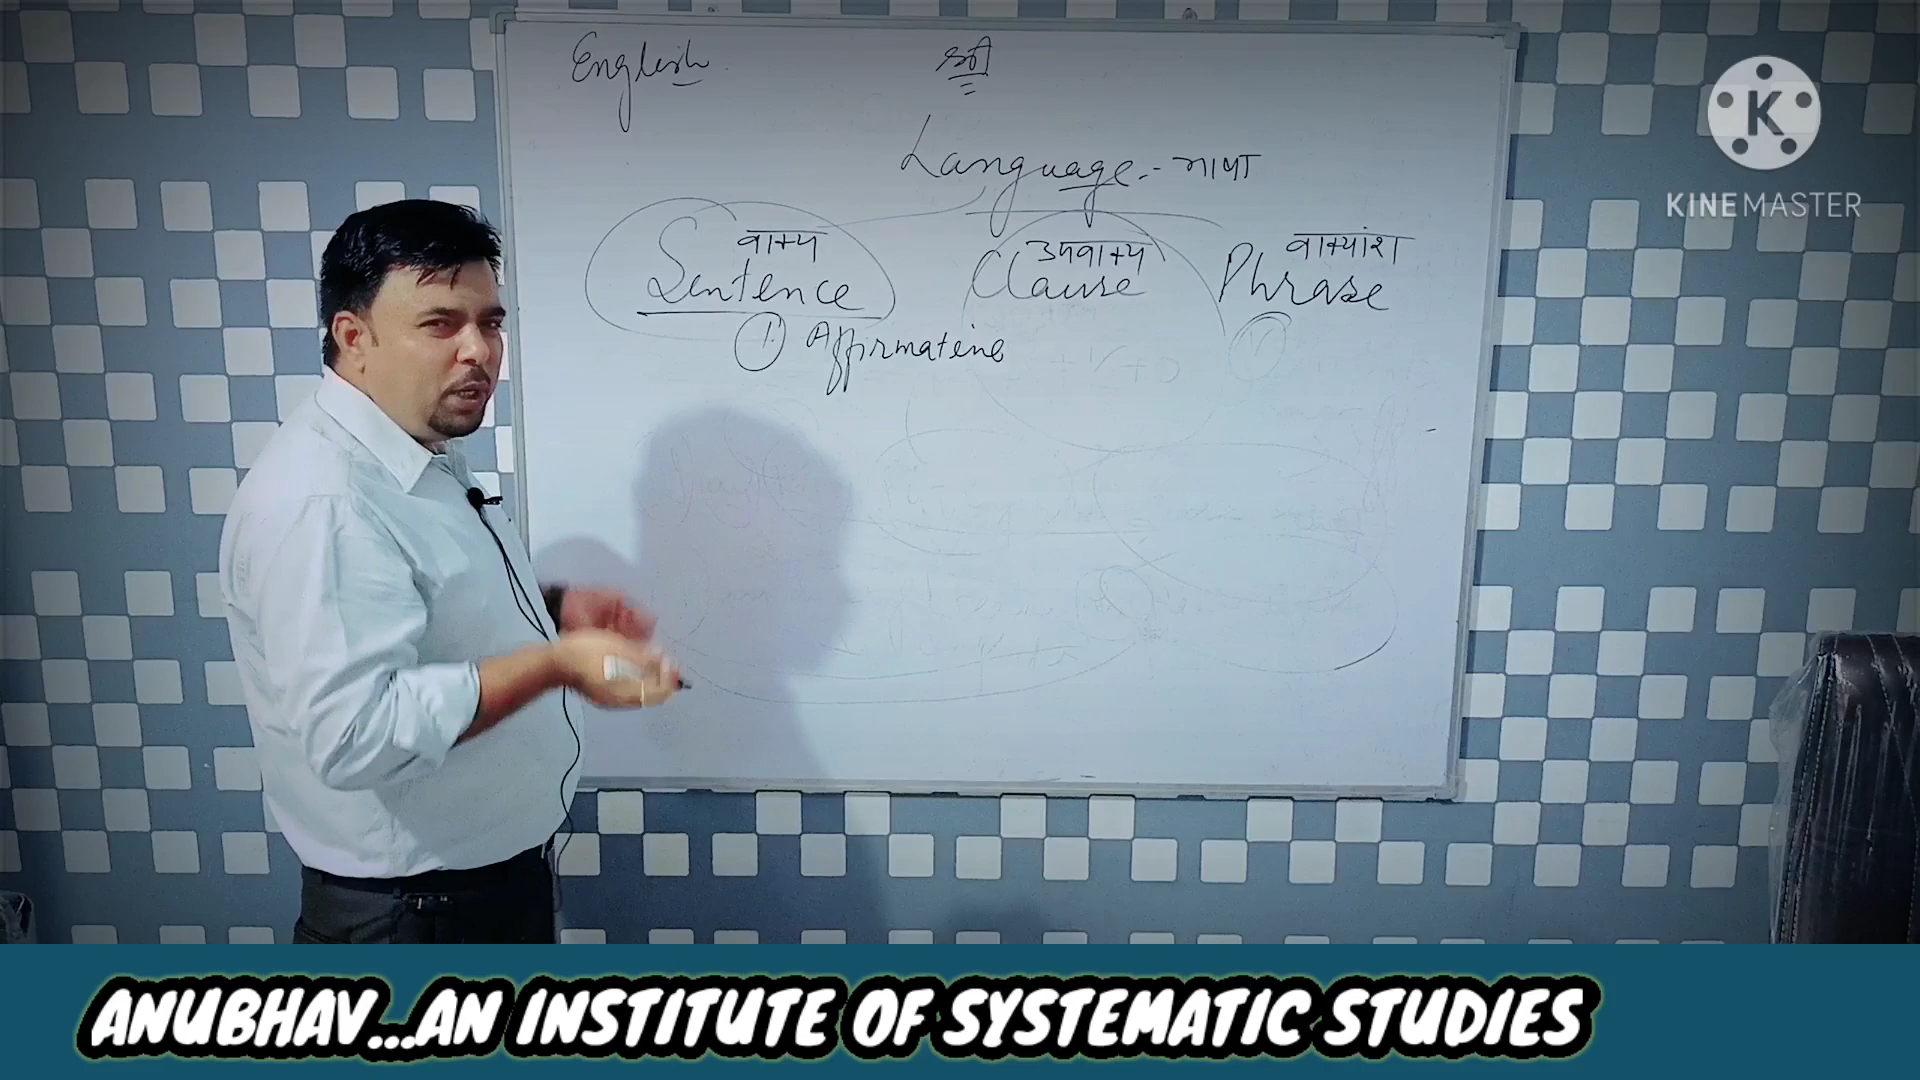 English श्री
Language :- भाषा
वाक्य उपवाक्य वाक्यांश
Sentence Clause Phrase
① Affirmative
K
KINEMASTER
ANUBHAV...AN INSTITUTE OF SYSTEMATIC STUDIES